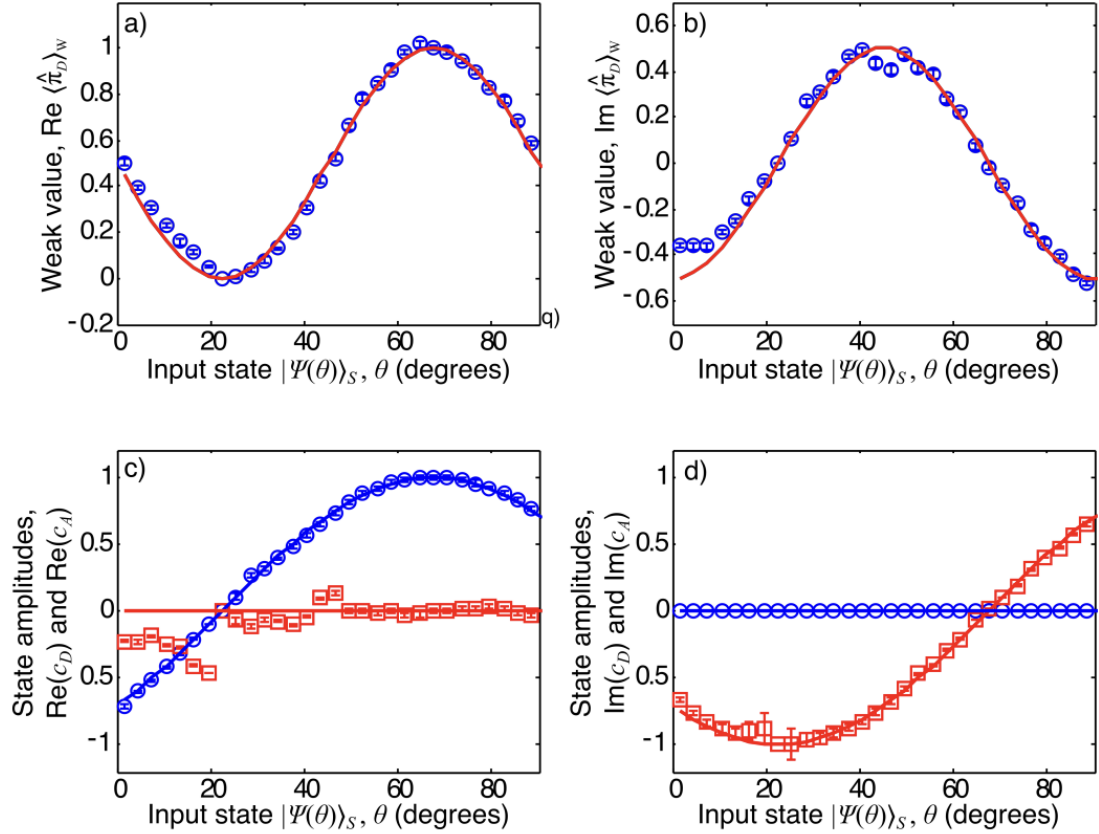 a)
Weak value, Re ⟨π̂_D⟩_w
1
0.8
0.6
0.4
0.2
0
-0.2
0 20 40 60 80
q)
Input state |Ψ(θ)⟩_S, θ (degrees)
b)
Weak value, Im ⟨π̂_D⟩_w
0.6
0.4
0.2
0
-0.2
-0.4
-0.6
0 20 40 60 80
Input state |Ψ(θ)⟩_S, θ (degrees)
c)
State amplitudes,
Re(c_D) and Re(c_A)
1
0.5
0
0.5
-1
0 20 40 60 80
Input state |Ψ(θ)⟩_S, θ (degrees)
d)
State amplitudes,
Im(c_D) and Im(c_A)
1
0.5
0
0.5
-1
0 20 40 60 80
Input state |Ψ(θ)⟩_S, θ (degrees)